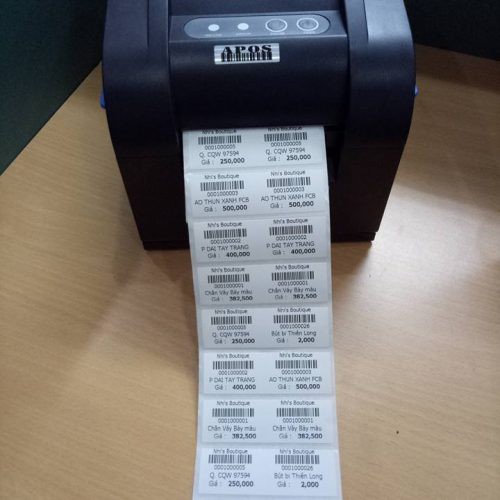 APOS
Nhi's Boutique Nhi's Boutique
0001000005 0001000005
Q. CQW 97594 Q. CQW 97594
Giá : 250,000 Giá : 250,000
Nhi's Boutique Nhi's Boutique
0001000003 0001000003
AO THUN XANH FCB AO THUN XANH FCB
Giá : 500,000 Giá : 500,000
Nhi's Boutique Nhi's Boutique
0001000002 0001000002
P DAI TAY TRANG P DAI TAY TRANG
Giá : 400,000 Giá : 400,000
Nhi's Boutique Nhi's Boutique
0001000001 0001000001
Chân Váy Bảy màu Chân Váy Bảy màu
Giá : 382,500 Giá : 382,500
Nhi's Boutique Nhi's Boutique
0001000005 0001000026
Q. CQW 97594 Bút bi Thiên Long
Giá : 250,000 Giá : 2,000
Nhi's Boutique Nhi's Boutique
0001000002 0001000003
P DAI TAY TRANG AO THUN XANH FCB
Giá : 400,000 Giá : 500,000
Nhi's Boutique Nhi's Boutique
0001000001 0001000001
Chân Váy Bảy màu Chân Váy Bảy màu
Giá : 382,500 Giá : 382,500
Nhi's Boutique Nhi's Boutique
0001000005 0001000026
Q. CQW 97594 Bút bi Thiên Long
Giá : 250,000 Giá : 2,000